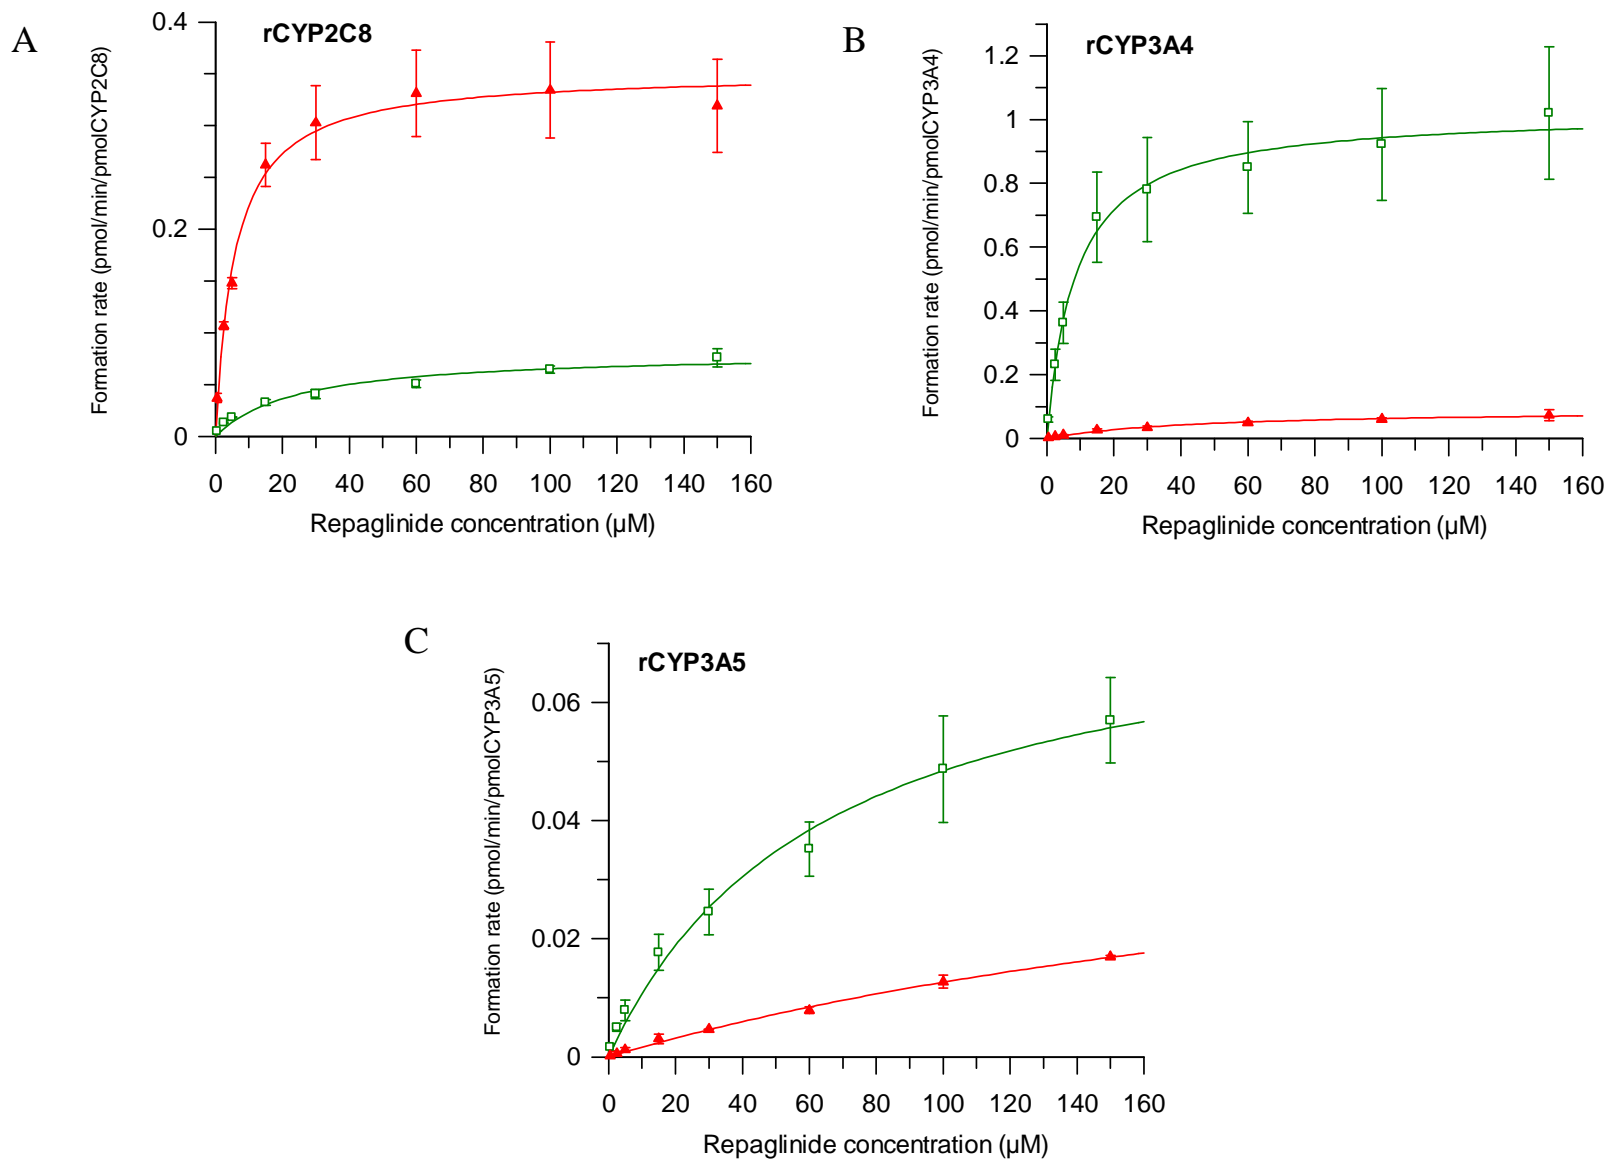 A
rCYP2C8
Formation rate (pmol/min/pmolCYP2C8)
0.4
0.2
0
0 20 40 60 80 100 120 140 160
Repaglinide concentration (µM)
B
rCYP3A4
Formation rate (pmol/min/pmolCYP3A4)
1.2
1
0.8
0.6
0.4
0.2
0
0 20 40 60 80 100 120 140 160
Repaglinide concentration (µM)
C
rCYP3A5
Formation rate (pmol/min/pmolCYP3A5)
0.06
0.04
0.02
0
0 20 40 60 80 100 120 140 160
Repaglinide concentration (µM)